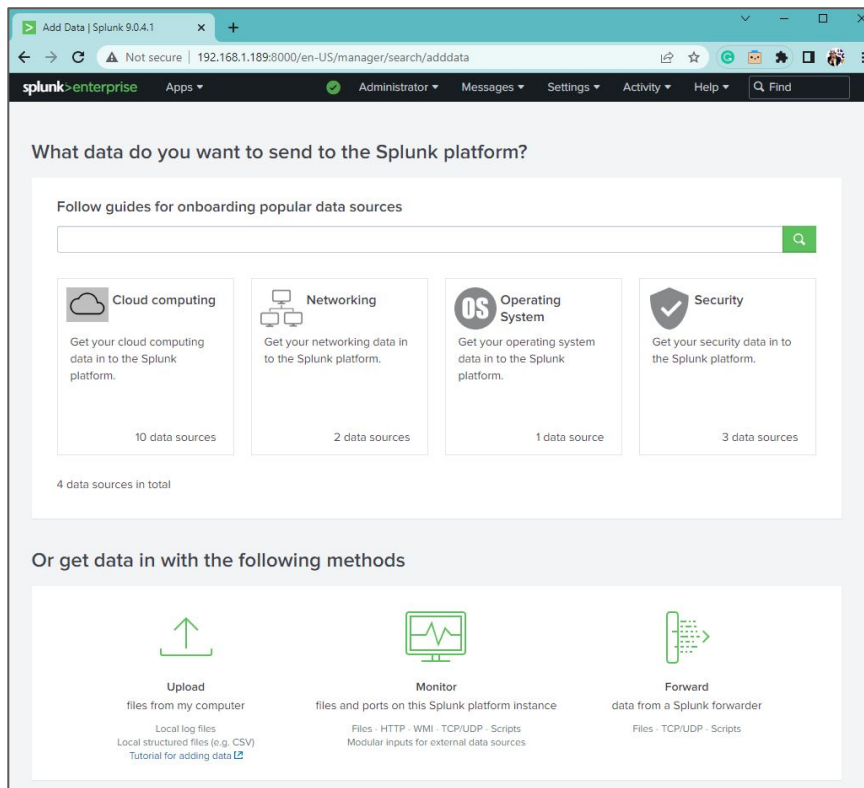 Add Data | Splunk 9.0.4.1
Not secure | 192.168.1.189:8000/en-US/manager/search/adddata
splunk>enterprise Apps Administrator Messages Settings Activity Help Find
What data do you want to send to the Splunk platform?
Follow guides for onboarding popular data sources
Cloud computing
Get your cloud computing
data in to the Splunk
platform.
10 data sources
Networking
Get your networking data in
to the Splunk platform.
2 data sources
OS
Operating
System
Get your operating system
data in to the Splunk
platform.
1 data source
Security
Get your security data in to
the Splunk platform.
3 data sources
4 data sources in total
Or get data in with the following methods
Upload
files from my computer
Local log files
Local structured files (e.g. CSV)
Tutorial for adding data
Monitor
files and ports on this Splunk platform instance
Files - HTTP - WMI - TCP/UDP - Scripts
Modular inputs for external data sources
Forward
data from a Splunk forwarder
Files - TCP/UDP - Scripts